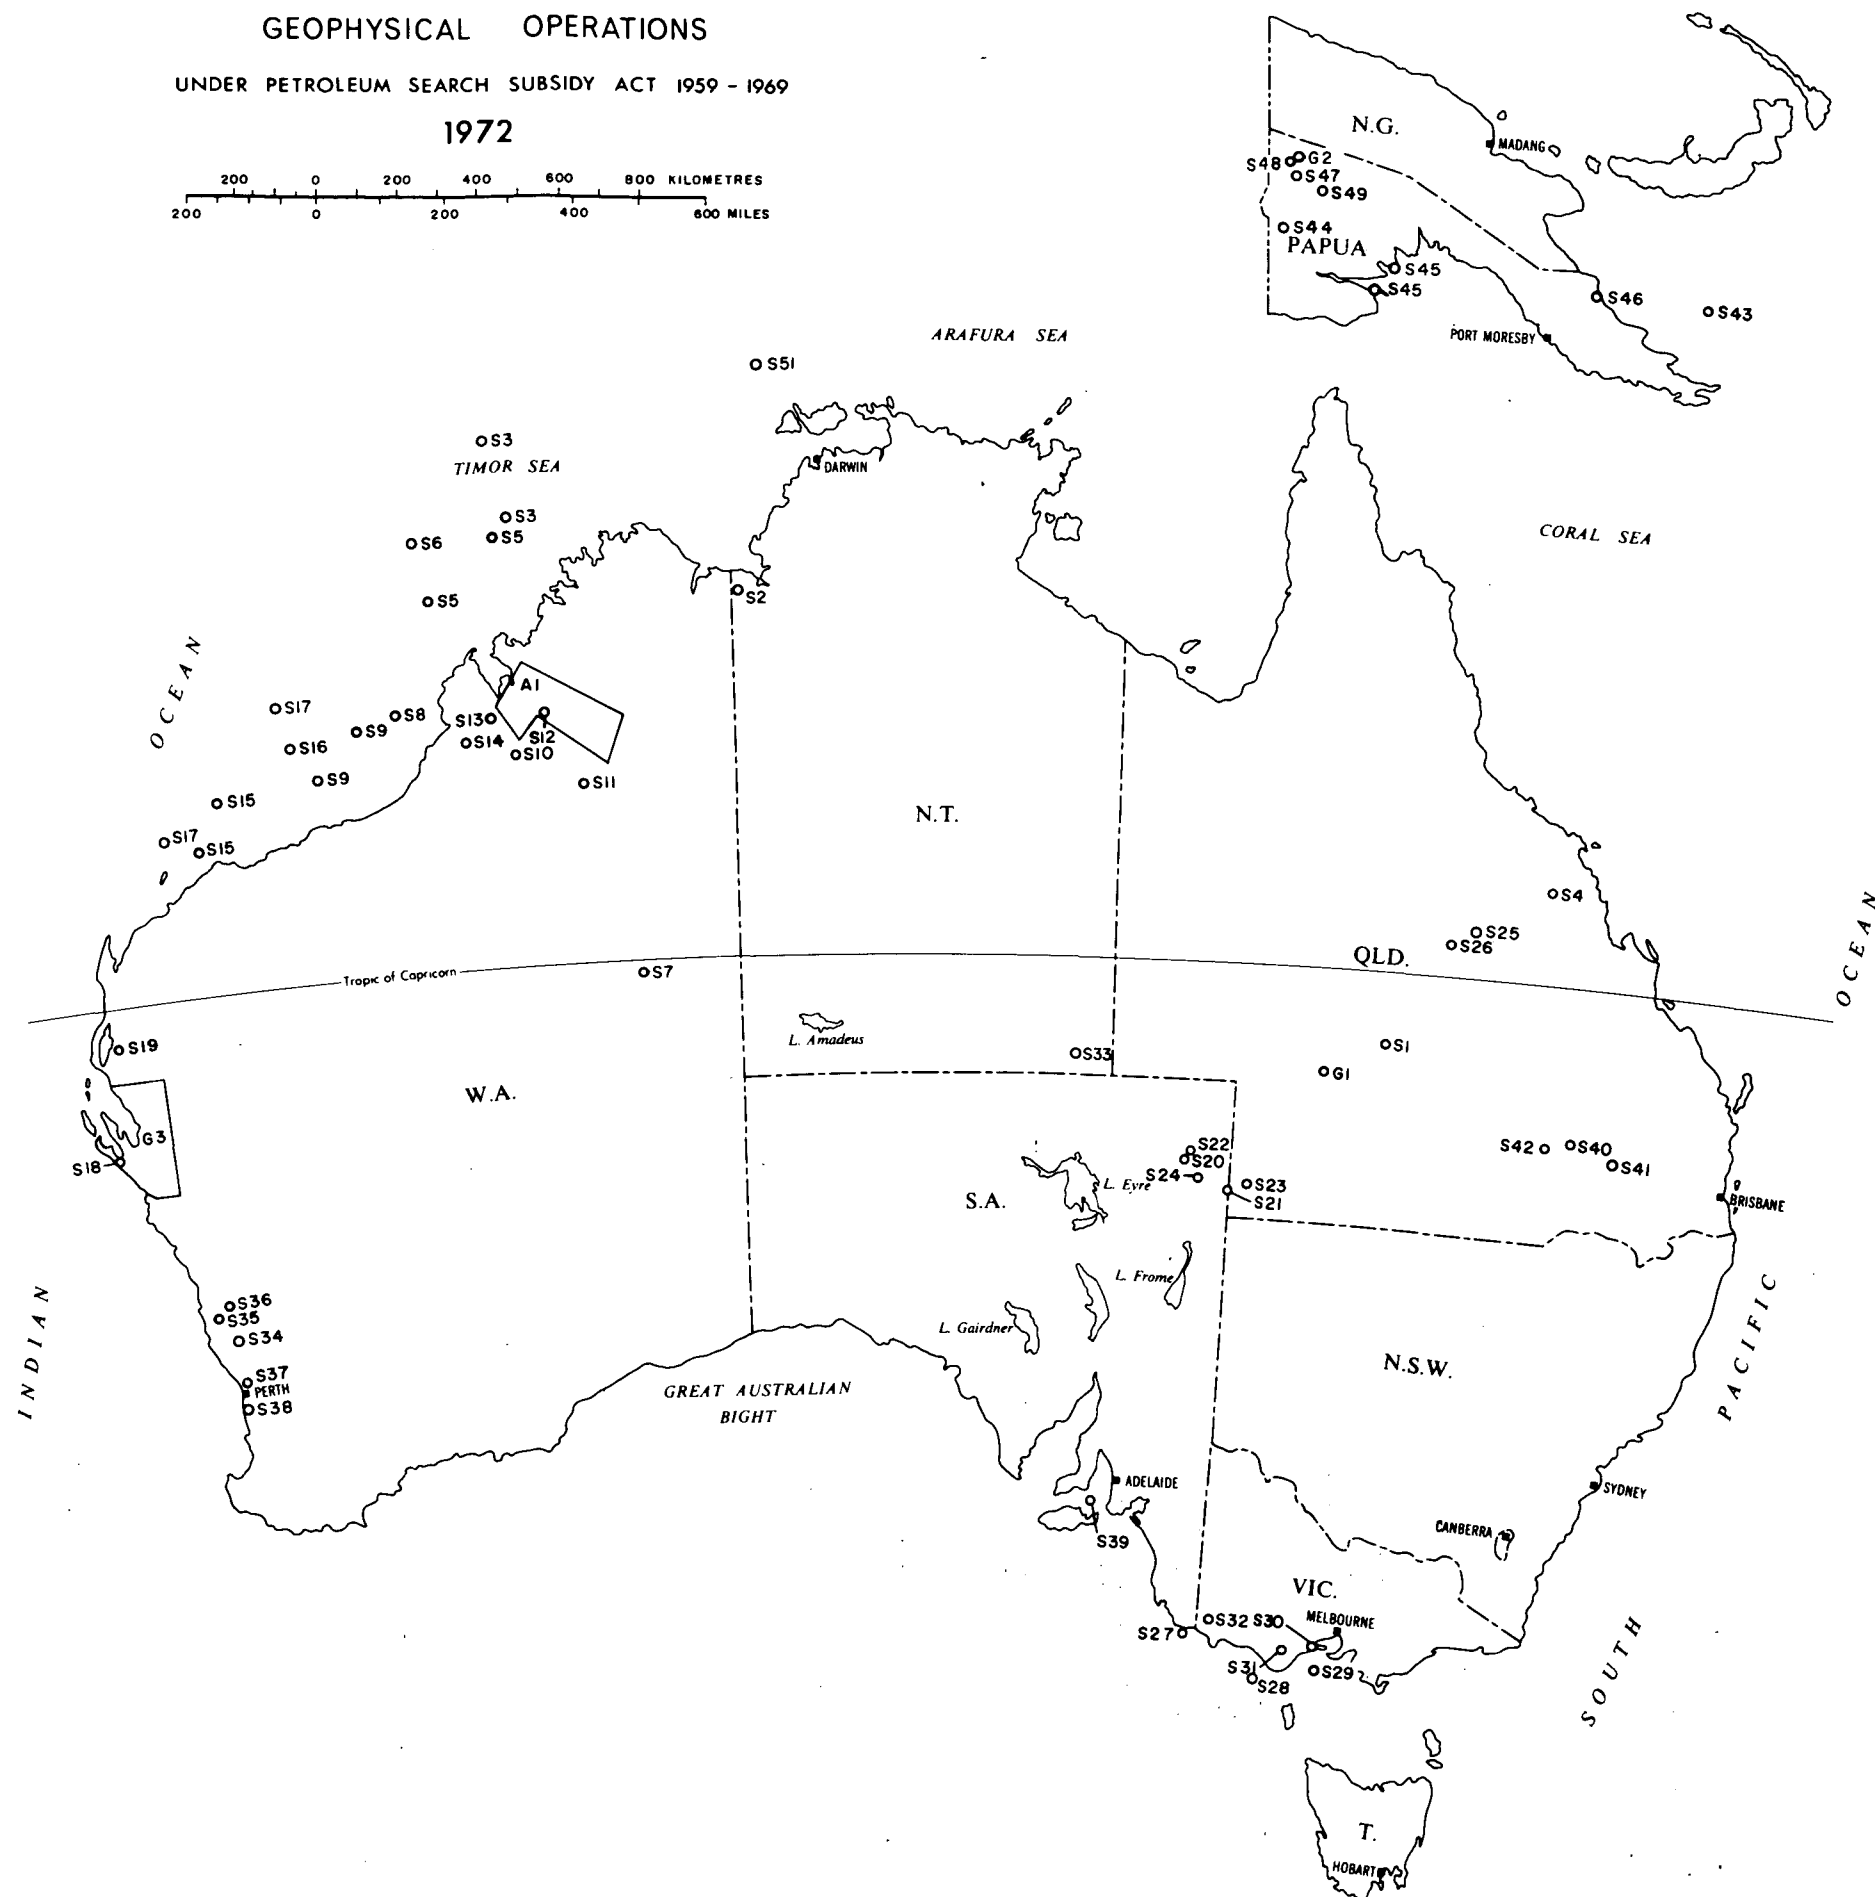 GEOPHYSICAL OPERATIONS
UNDER PETROLEUM SEARCH SUBSIDY ACT 1959 - 1969
1972
200 0 200 400 600 800 KILOMETRES
200 0 200 400 600 MILES
N.G.
MADANG
S48
G2
S47
S49
S44
PAPUA
S45
S45
S46
S43
PORT MORESBY
ARAFURA SEA
S51
S3
TIMOR SEA
DARWIN
S3
S5
S6
CORAL SEA
S5
S2
OCEAN
A1
S17
S8
S13
S9
S12
S14
S16
S10
S9
S11
S15
N.T.
S17
S15
S4
OCEAN
S25
S26
QLD.
Tropic of Capricorn
S7
L. Amadeus
S19
S33
S1
G1
W.A.
G3
S18
S22
S20
S24
L. Eyre
S23
S21
S42
S40
S41
S.A.
BRISBANE
L. Frome
INDIAN
S36
S35
S34
L. Gairdner
PACIFIC
S37
PERTH
S38
GREAT AUSTRALIAN
BIGHT
N.S.W.
ADELAIDE
SYDNEY
CANBERRA
S39
VIC.
S32
S30
MELBOURNE
S27
S31
S29
S28
SOUTH
T.
HOBART